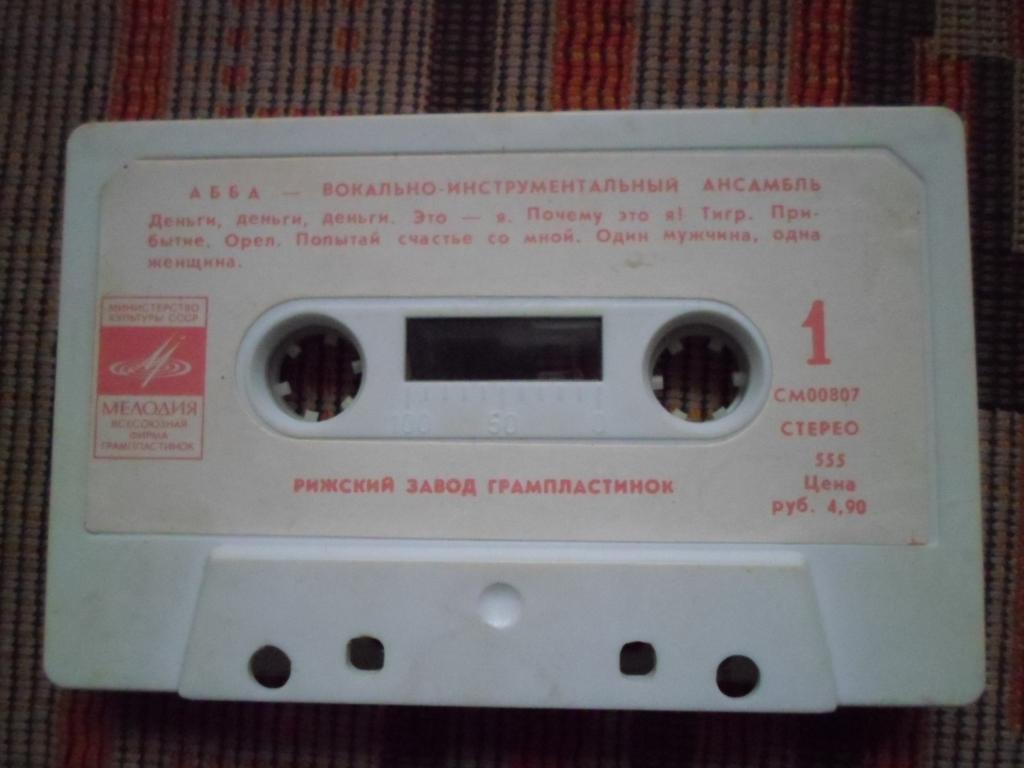 АББА — ВОКАЛЬНО-ИНСТРУМЕНТАЛЬНЫЙ АНСАМБЛЬ
Деньги, деньги, деньги. Это — я. Почему это я! Тигр. При-
бытие. Орел. Попытай счастье со мной. Один мужчина, одна
женщина.
МИНИСТЕРСТВО
КУЛЬТУРЫ СССР
МЕЛОДИЯ
ВСЕСОЮЗНАЯ
ФИРМА
ГРАМПЛАСТИНОК
100 50 0
1
СМ00807
СТЕРЕО
555
Цена
руб. 4,90
РИЖСКИЙ ЗАВОД ГРАМПЛАСТИНОК